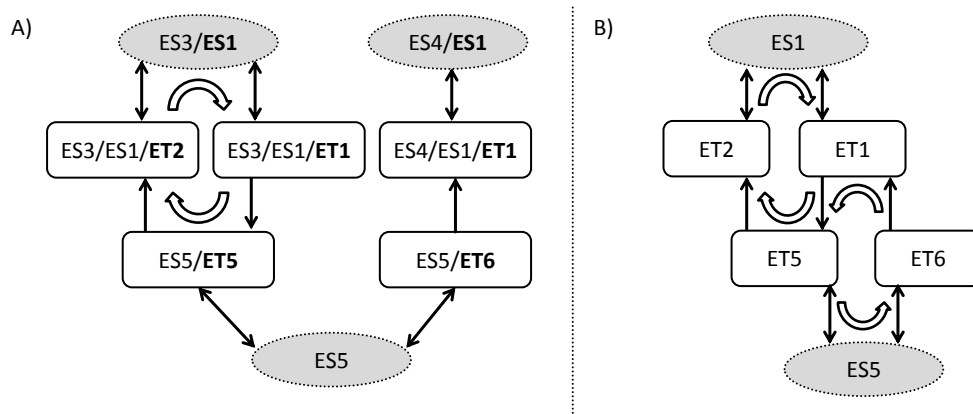 A)
ES3/ES1
ES4/ES1
ES3/ES1/ET2
ES3/ES1/ET1
ES4/ES1/ET1
ES5/ET5
ES5/ET6
ES5
B)
ES1
ET2
ET1
ET5
ET6
ES5